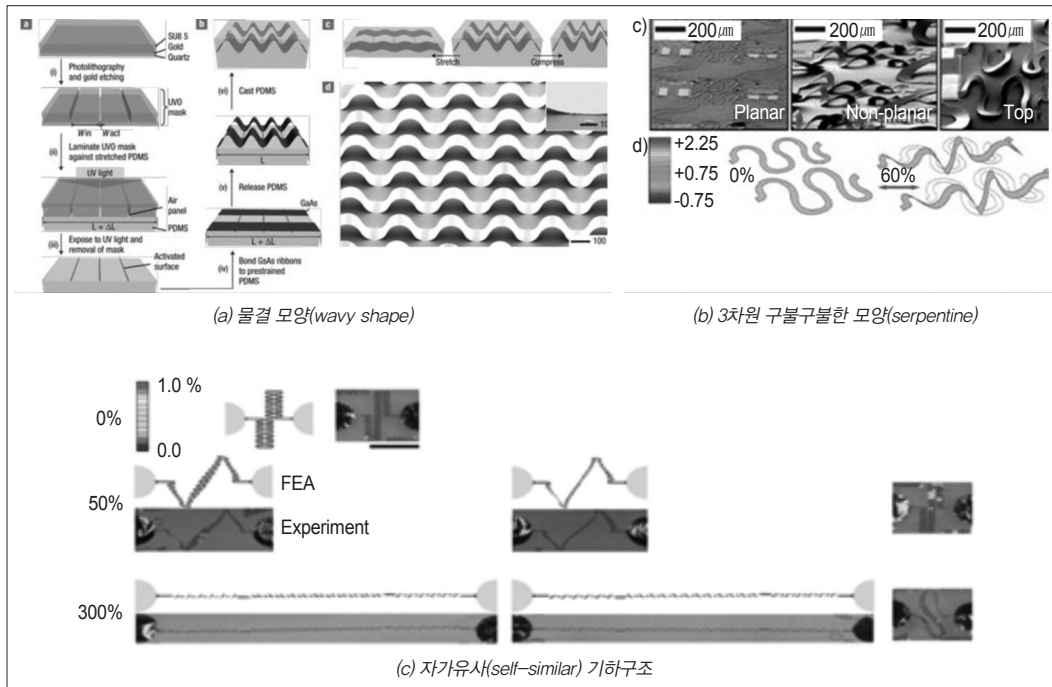 a
SU8 5
Gold
Quartz
(i)
Photolithography
and gold etching
UVO
mask
Win
Wact
(ii)
Laminate UVO mask
against stretched PDMS
UV light
Air
panel
PDMS
L + ΔL
(iii)
Expose to UV light and
removal of mask
Activated
surface
b
(vi)
Cast PDMS
L
(v)
Release PDMS
GaAs
L + ΔL
(iv)
Bond GsAs ribbons
to prestrained
PDMS
c
Stretch
Compress
d
10
100
(a) 물결 모양(wavy shape)
c)
200㎛
200㎛
200㎛
Planar
Non-planar
Top
d)
+2.25
+0.75
-0.75
0%
60%
(b) 3차원 구불구불한 모양(serpentine)
0%
1.0 %
0.0
50%
FEA
Experiment
300%
(c) 자가유사(self-similar) 기하구조